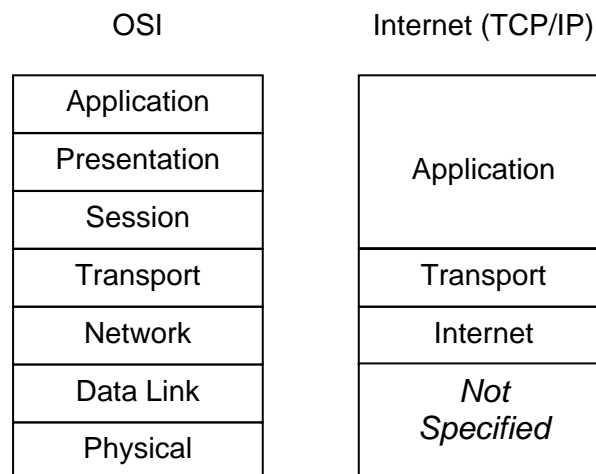 OSI
Internet (TCP/IP)
Application
Presentation
Session
Transport
Network
Data Link
Physical
Application
Transport
Internet
Not
Specified